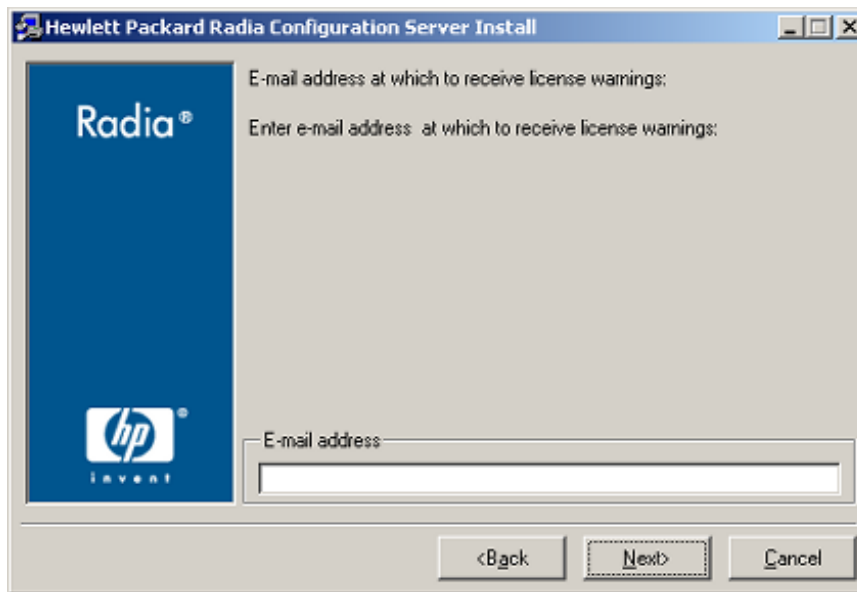 Hewlett Packard Radia Configuration Server Install
Radia®
E-mail address at which to receive license warnings:
Enter e-mail address at which to receive license warnings:
hp®
invent
E-mail address
<Back
Next>
Cancel